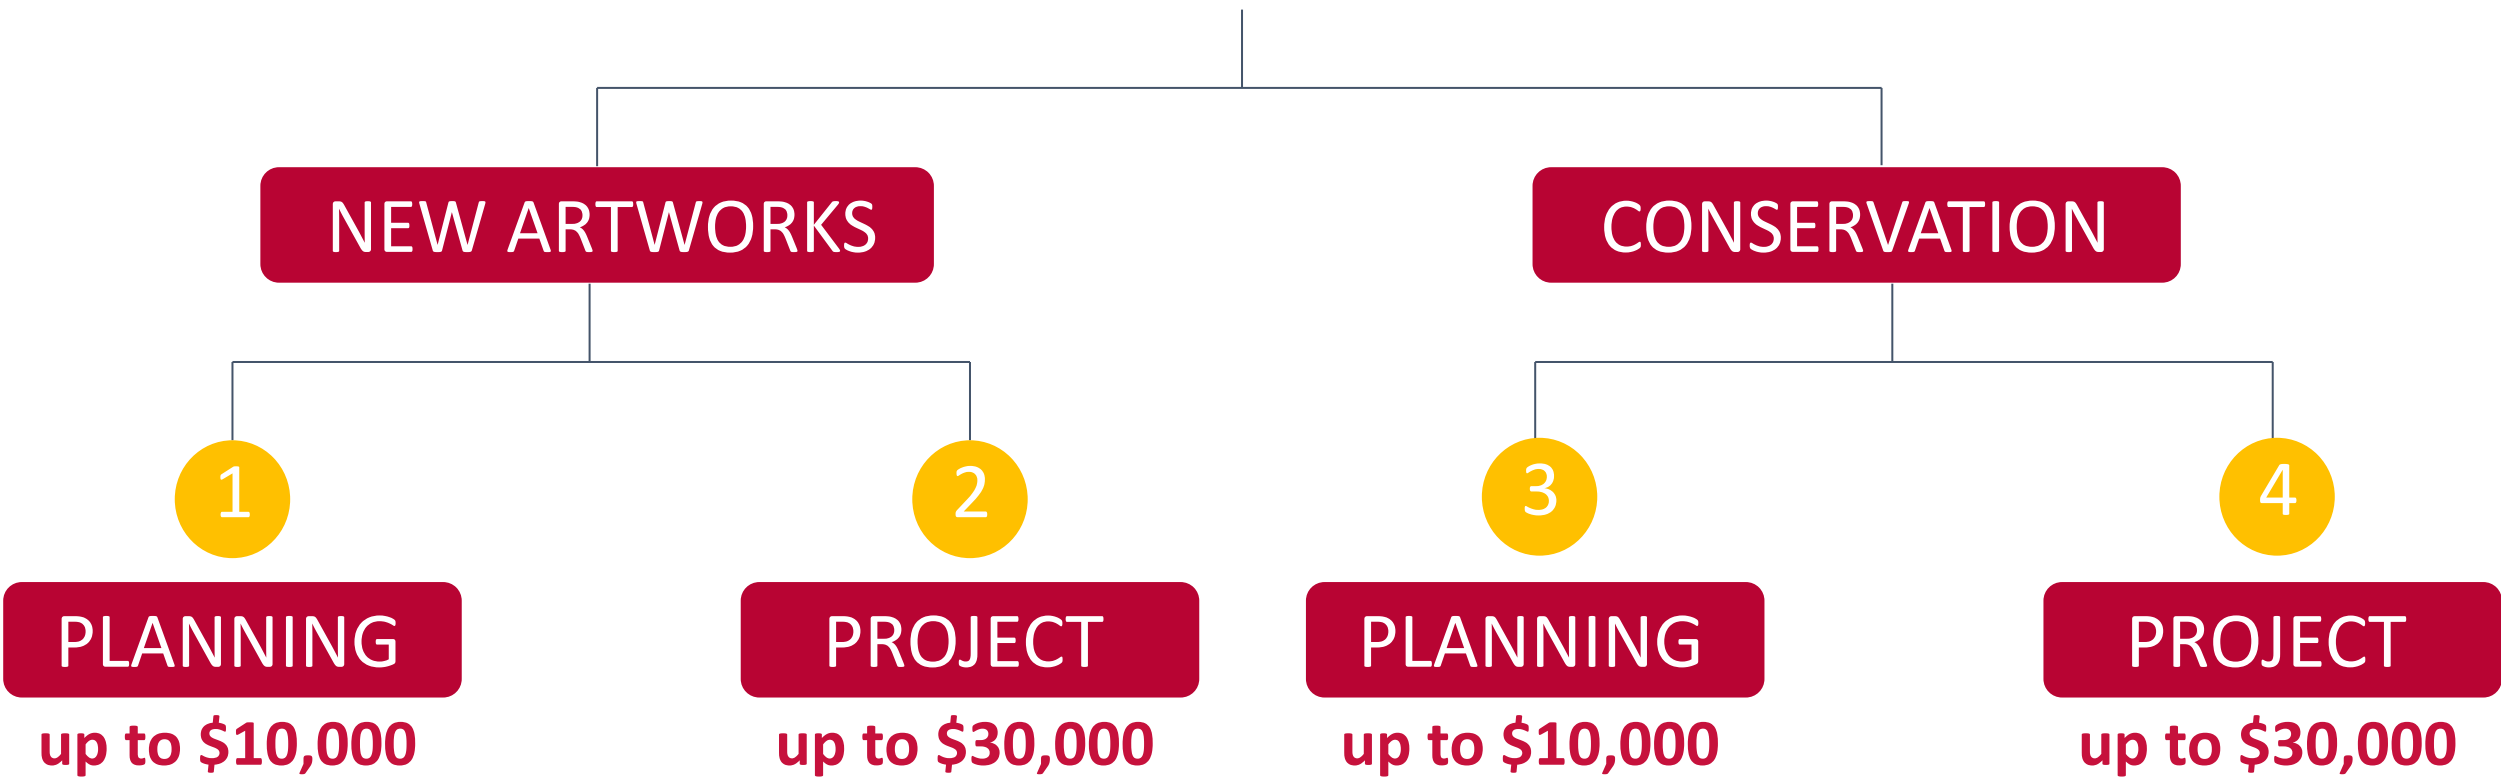 NEW ARTWORKS
CONSERVATION
1
2
3
4
PLANNING
PROJECT
PLANNING
PROJECT
up to $10,000
up to $30,000
up to $10,000
up to $30,000